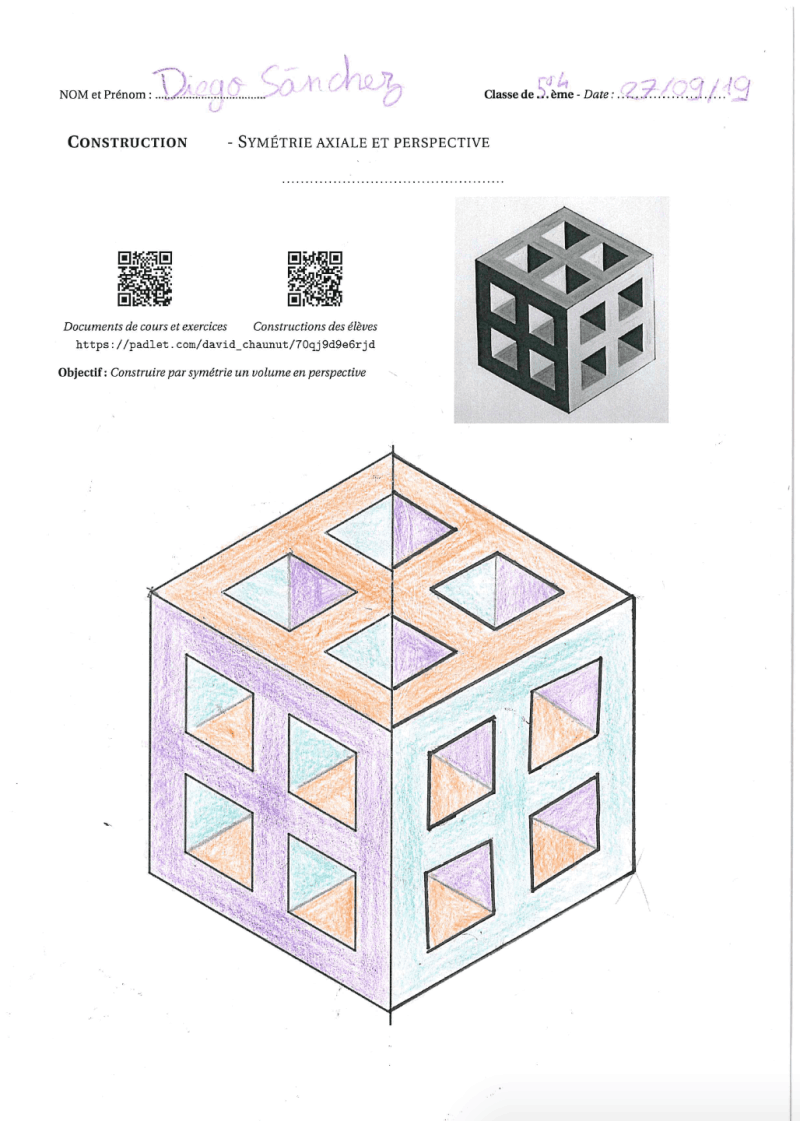 NOM et Prénom : Diego Sánchez
Classe de 5º4 ème - Date : 27/09/19
CONSTRUCTION - SYMÉTRIE AXIALE ET PERSPECTIVE
Documents de cours et exercices Constructions des élèves
https://padlet.com/david_chaunut/70qj9d9e6rjd
Objectif : Construire par symétrie un volume en perspective